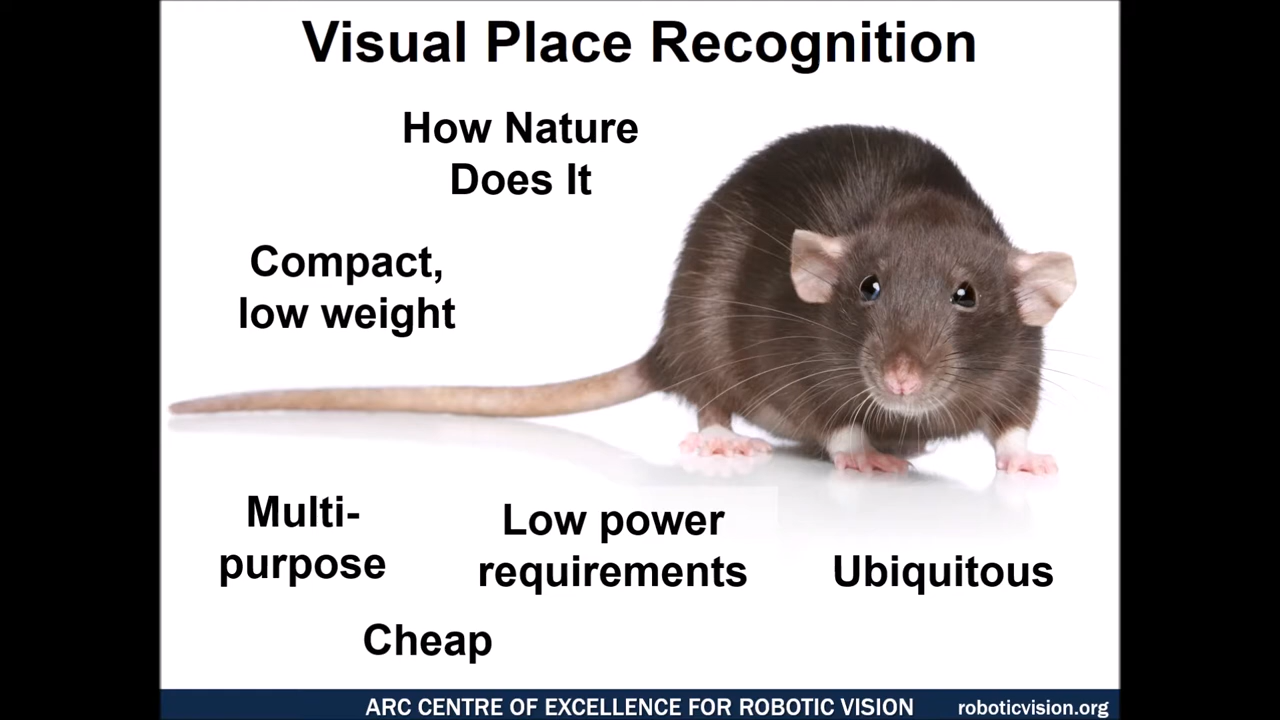 Visual Place Recognition
How Nature
Does It
Compact,
low weight
Multi-
purpose
Low power
requirements
Ubiquitous
Cheap
ARC CENTRE OF EXCELLENCE FOR ROBOTIC VISION
roboticvision.org